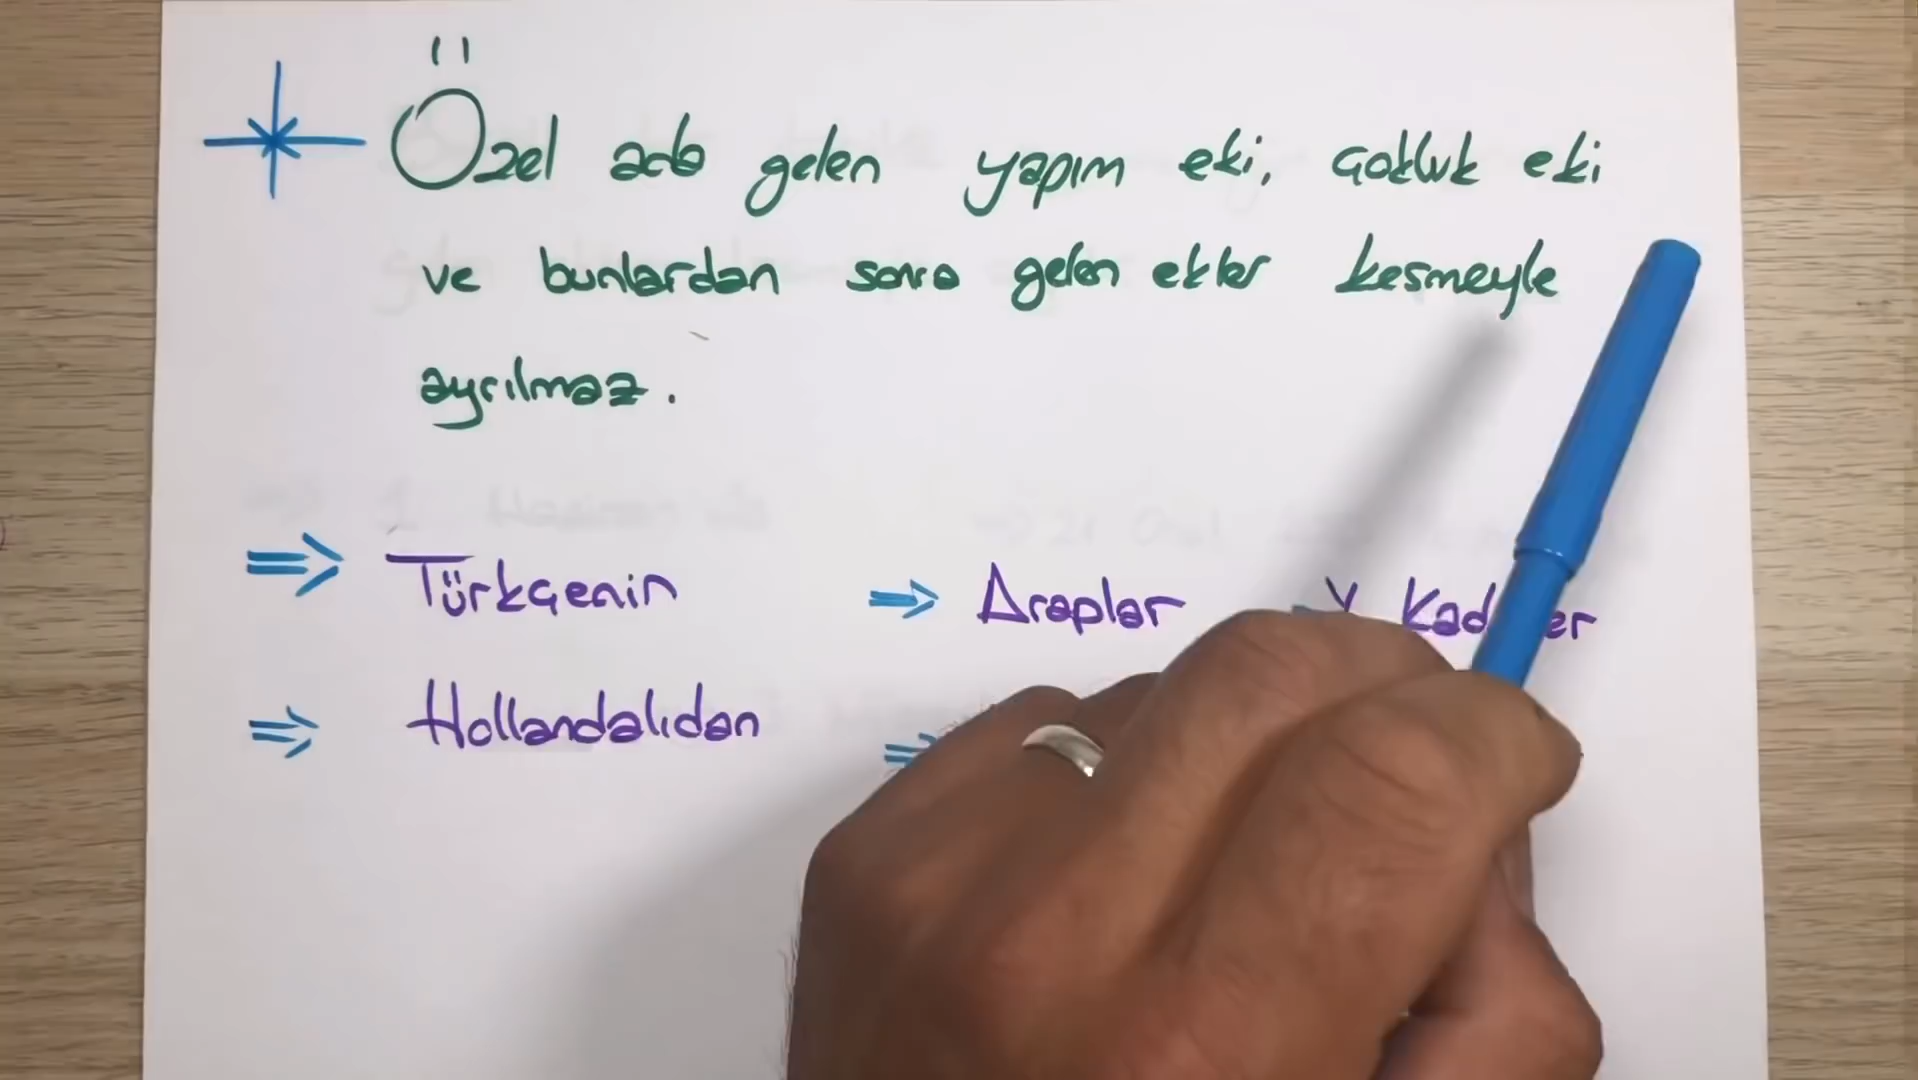 Özel ada gelen yapım eki, çokluk eki
ve bunlardan sonra gelen ekler kesmeyle
ayrılmaz.
⇒ Türkçenin ⇒ Araplar
⇒ Hollandalıdan ⇒